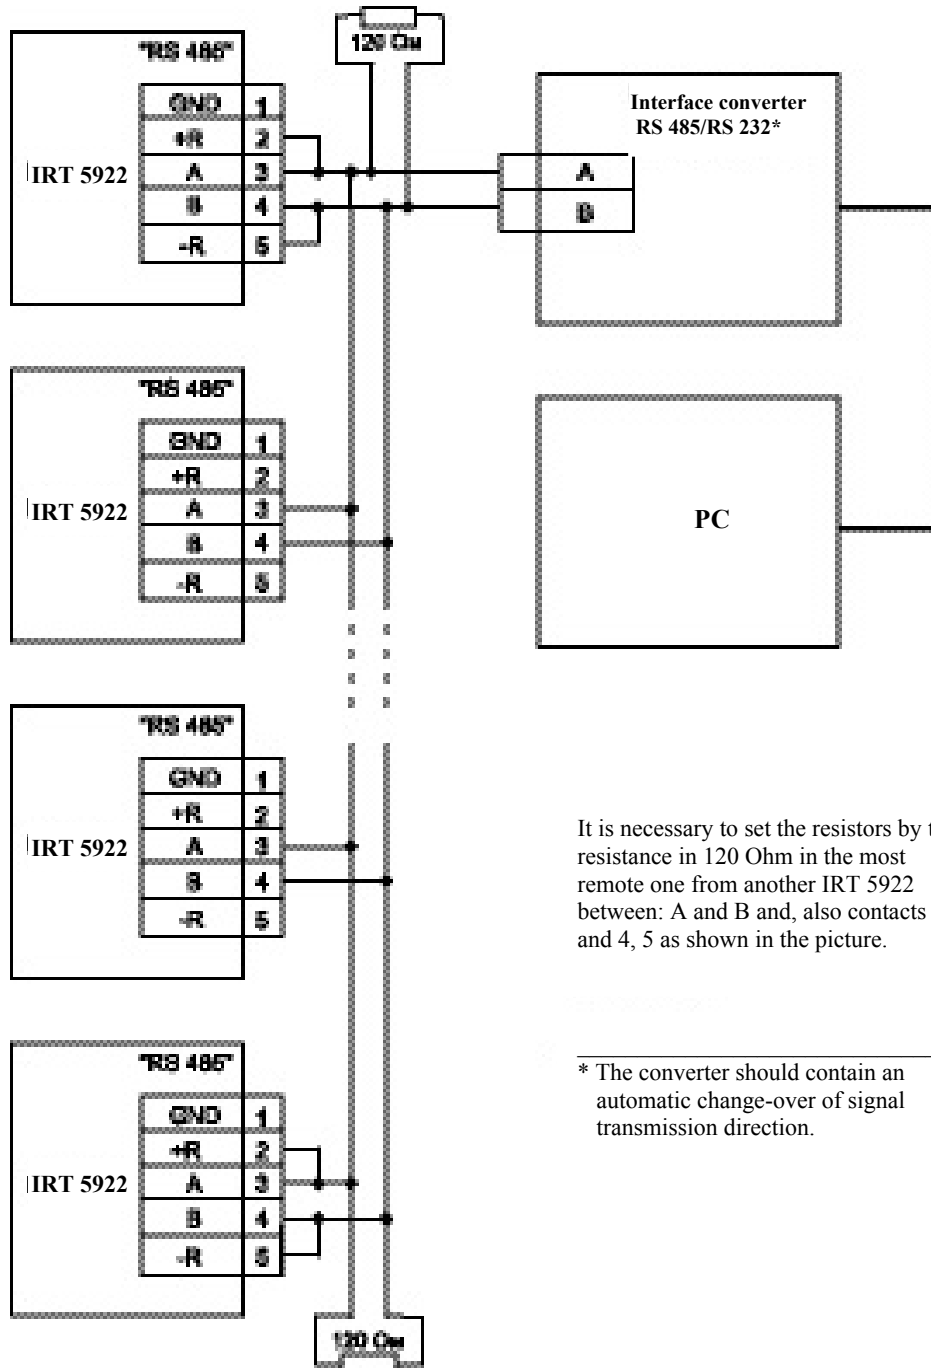 120 Ом
"RS 485"
GND 1
+R 2
A 3
B 4
-R 5
IRT 5922
Interface converter
RS 485/RS 232*
A
B
"RS 485"
GND 1
+R 2
A 3
B 4
-R 5
IRT 5922
PC
"RS 485"
GND 1
+R 2
A 3
B 4
-R 5
IRT 5922
It is necessary to set the resistors by
resistance in 120 Ohm in the most
remote one from another IRT 5922
between: A and B and, also contacts
and 4, 5 as shown in the picture.
* The converter should contain an
automatic change-over of signal
transmission direction.
"RS 485"
GND 1
+R 2
A 3
B 4
-R 5
IRT 5922
120 Ом